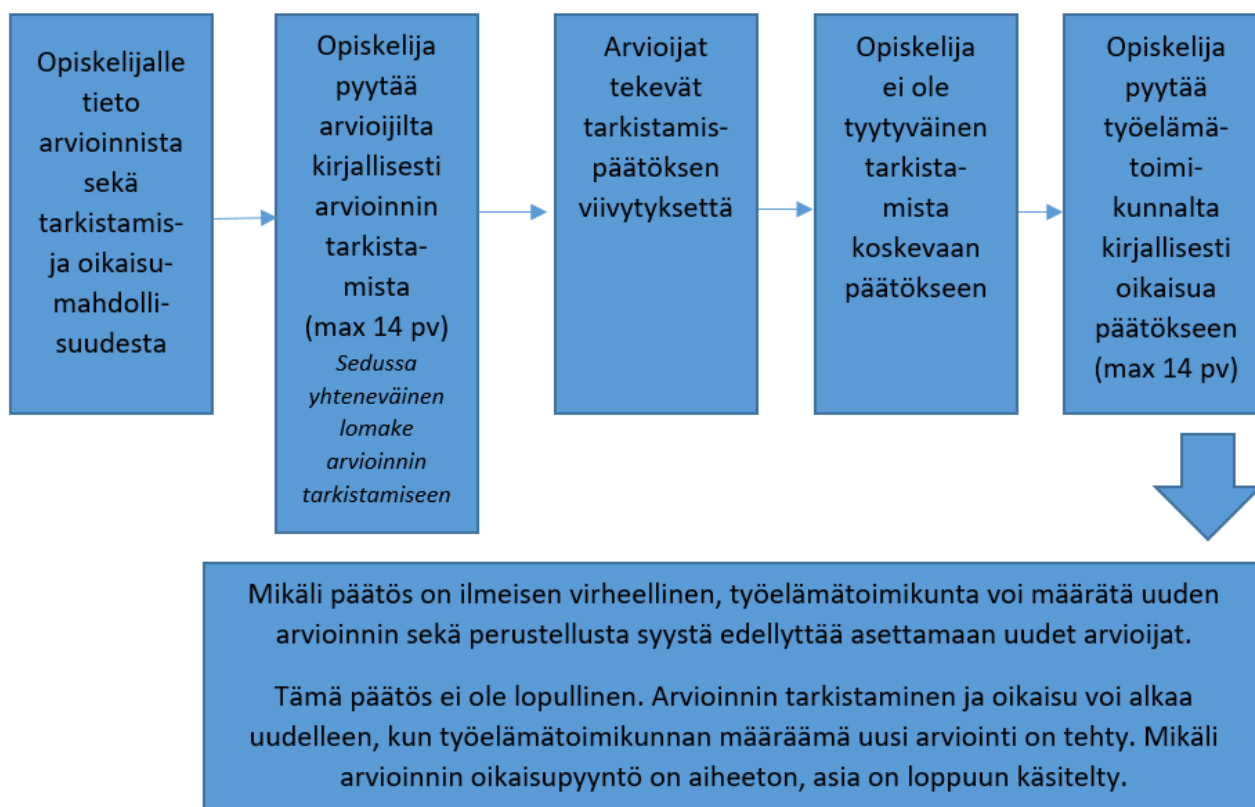 Opiskelijalle
tieto
arvioinnista
sekä
tarkistamis-
ja oikaisu-
mahdolli-
suudesta
Opiskelija
pyytää
arvioijilta
kirjallisesti
arvioinnin
tarkista-
mista
(max 14 pv)
Sedussa
yhteneväinen
lomake
arvioinnin
tarkistamiseen
Arvioijat
tekevät
tarkistamis-
päätöksen
viivytyksettä
Opiskelija
ei ole
tyytyväinen
tarkista-
mista
koskevaan
päätökseen
Opiskelija
pyytää
työelämä-
toimi-
kunnalta
kirjallisesti
oikaisua
päätökseen
(max 14 pv)
Mikäli päätös on ilmeisen virheellinen, työelämätoimikunta voi määrätä uuden
arvioinnin sekä perustellusta syystä edellyttää asettamaan uudet arvioijat.
Tämä päätös ei ole lopullinen. Arvioinnin tarkistaminen ja oikaisu voi alkaa
uudelleen, kun työelämätoimikunnan määräämä uusi arviointi on tehty. Mikäli
arvioinnin oikaisupyyntö on aiheeton, asia on loppuun käsitelty.